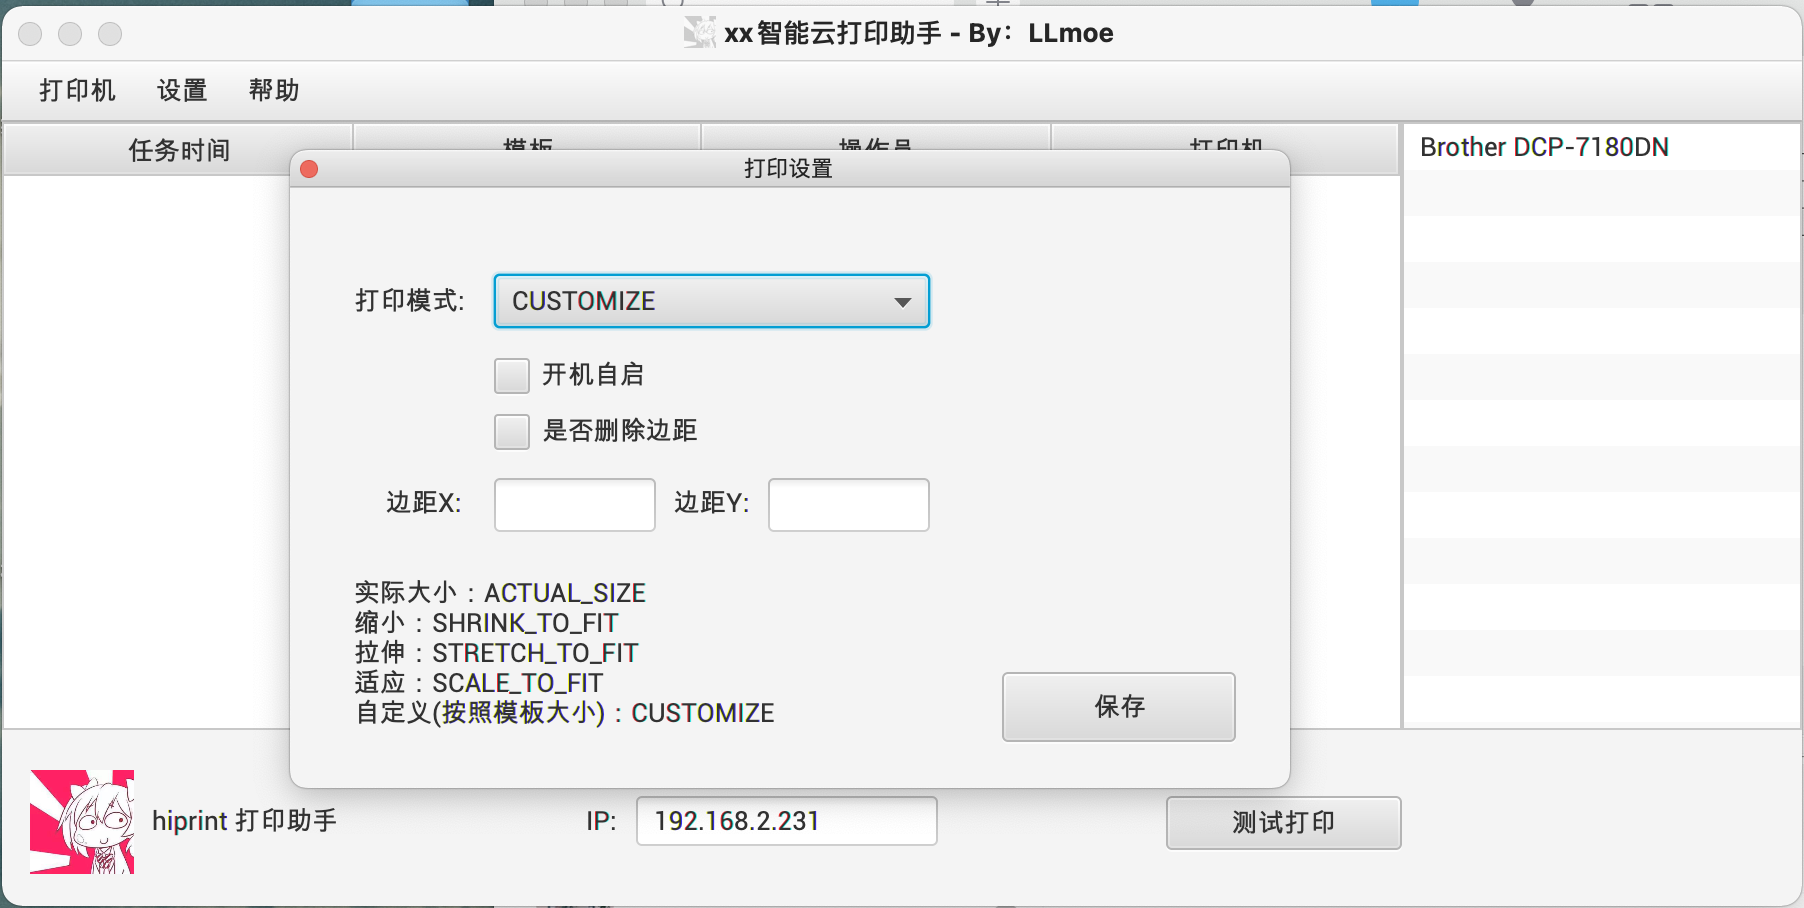 xx智能云打印助手 - By：LLmoe
打印机 设置 帮助
任务时间 模板 操作员 打印机
Brother DCP-7180DN
打印设置
打印模式: CUSTOMIZE
开机自启
是否删除边距
边距X: 边距Y:
实际大小 : ACTUAL_SIZE
缩小 : SHRINK_TO_FIT
拉伸 : STRETCH_TO_FIT
适应 : SCALE_TO_FIT
自定义(按照模板大小) : CUSTOMIZE
保存
hiprint 打印助手 IP: 192.168.2.231 测试打印